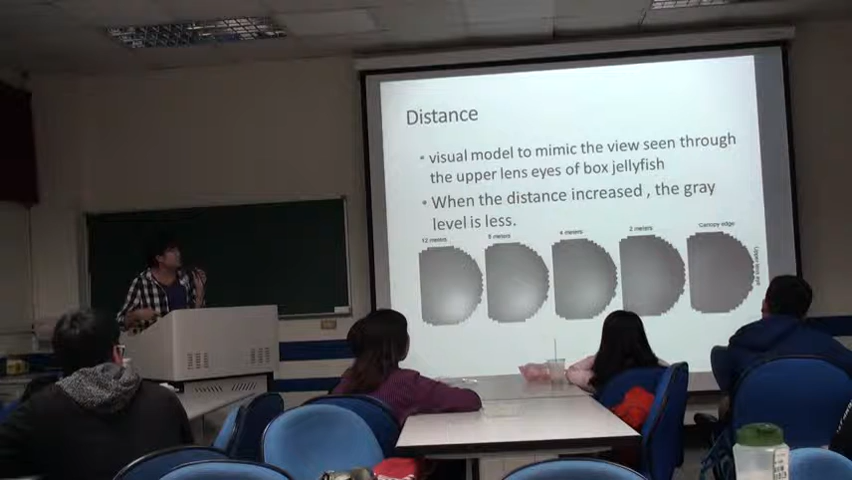 Distance
• visual model to mimic the view seen through
the upper lens eyes of box jellyfish
• When the distance increased , the gray
level is less.
12 meters 8 meters 4 meters 2 meters Canopy edge